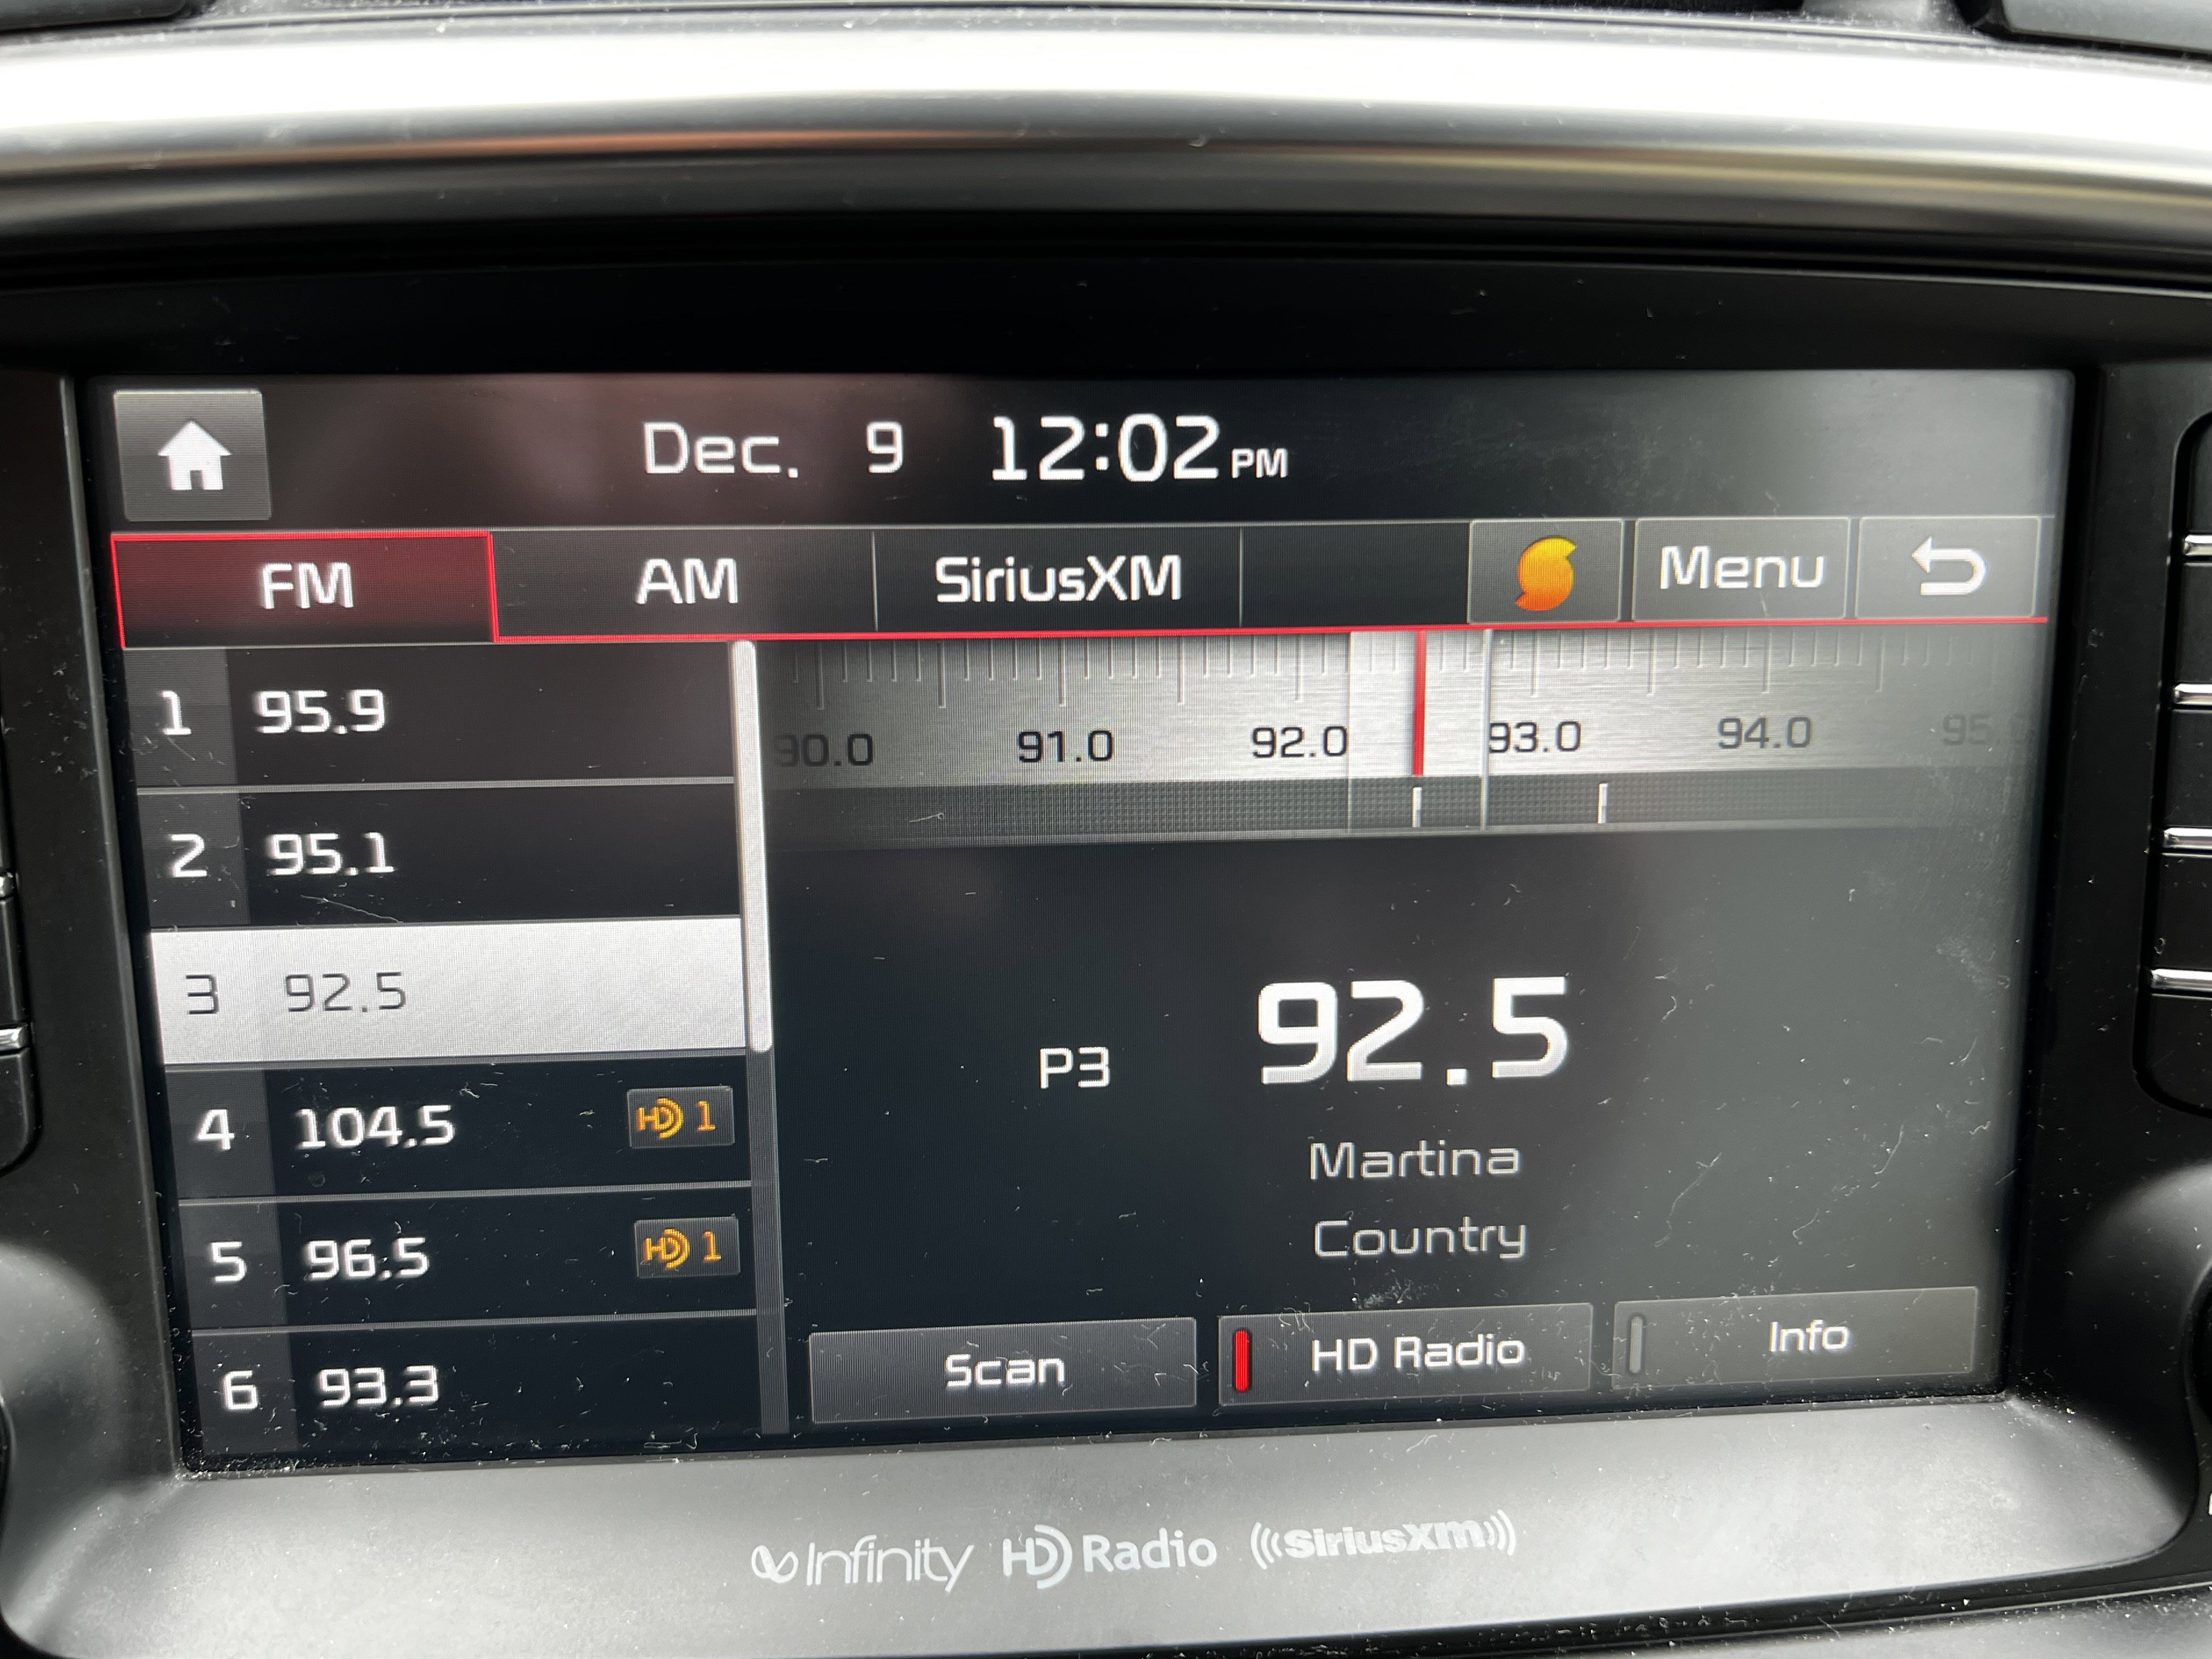 Dec. 9 12:02 PM
FM AM SiriusXM Menu
1 95.9
2 95.1
3 92.5
4 104.5 HD 1
5 96.5 HD 1
6 93.3
90.0 91.0 92.0 93.0 94.0 95
P3 92.5
Martina
Country
Scan HD Radio Info
Infinity HD Radio SiriusXM